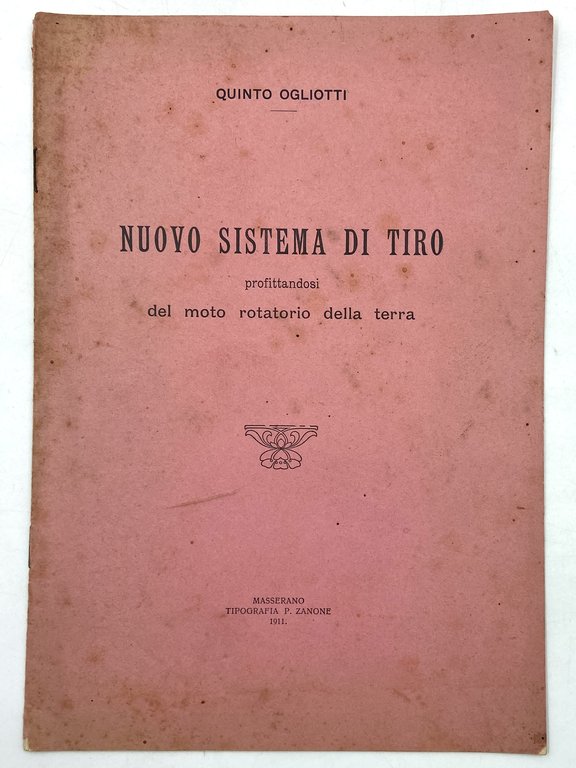 QUINTO OGLIOTTI
NUOVO SISTEMA DI TIRO
profittandosi
del moto rotatorio della terra
MASSERANO
TIPOGRAFIA P. ZANONE
1911.